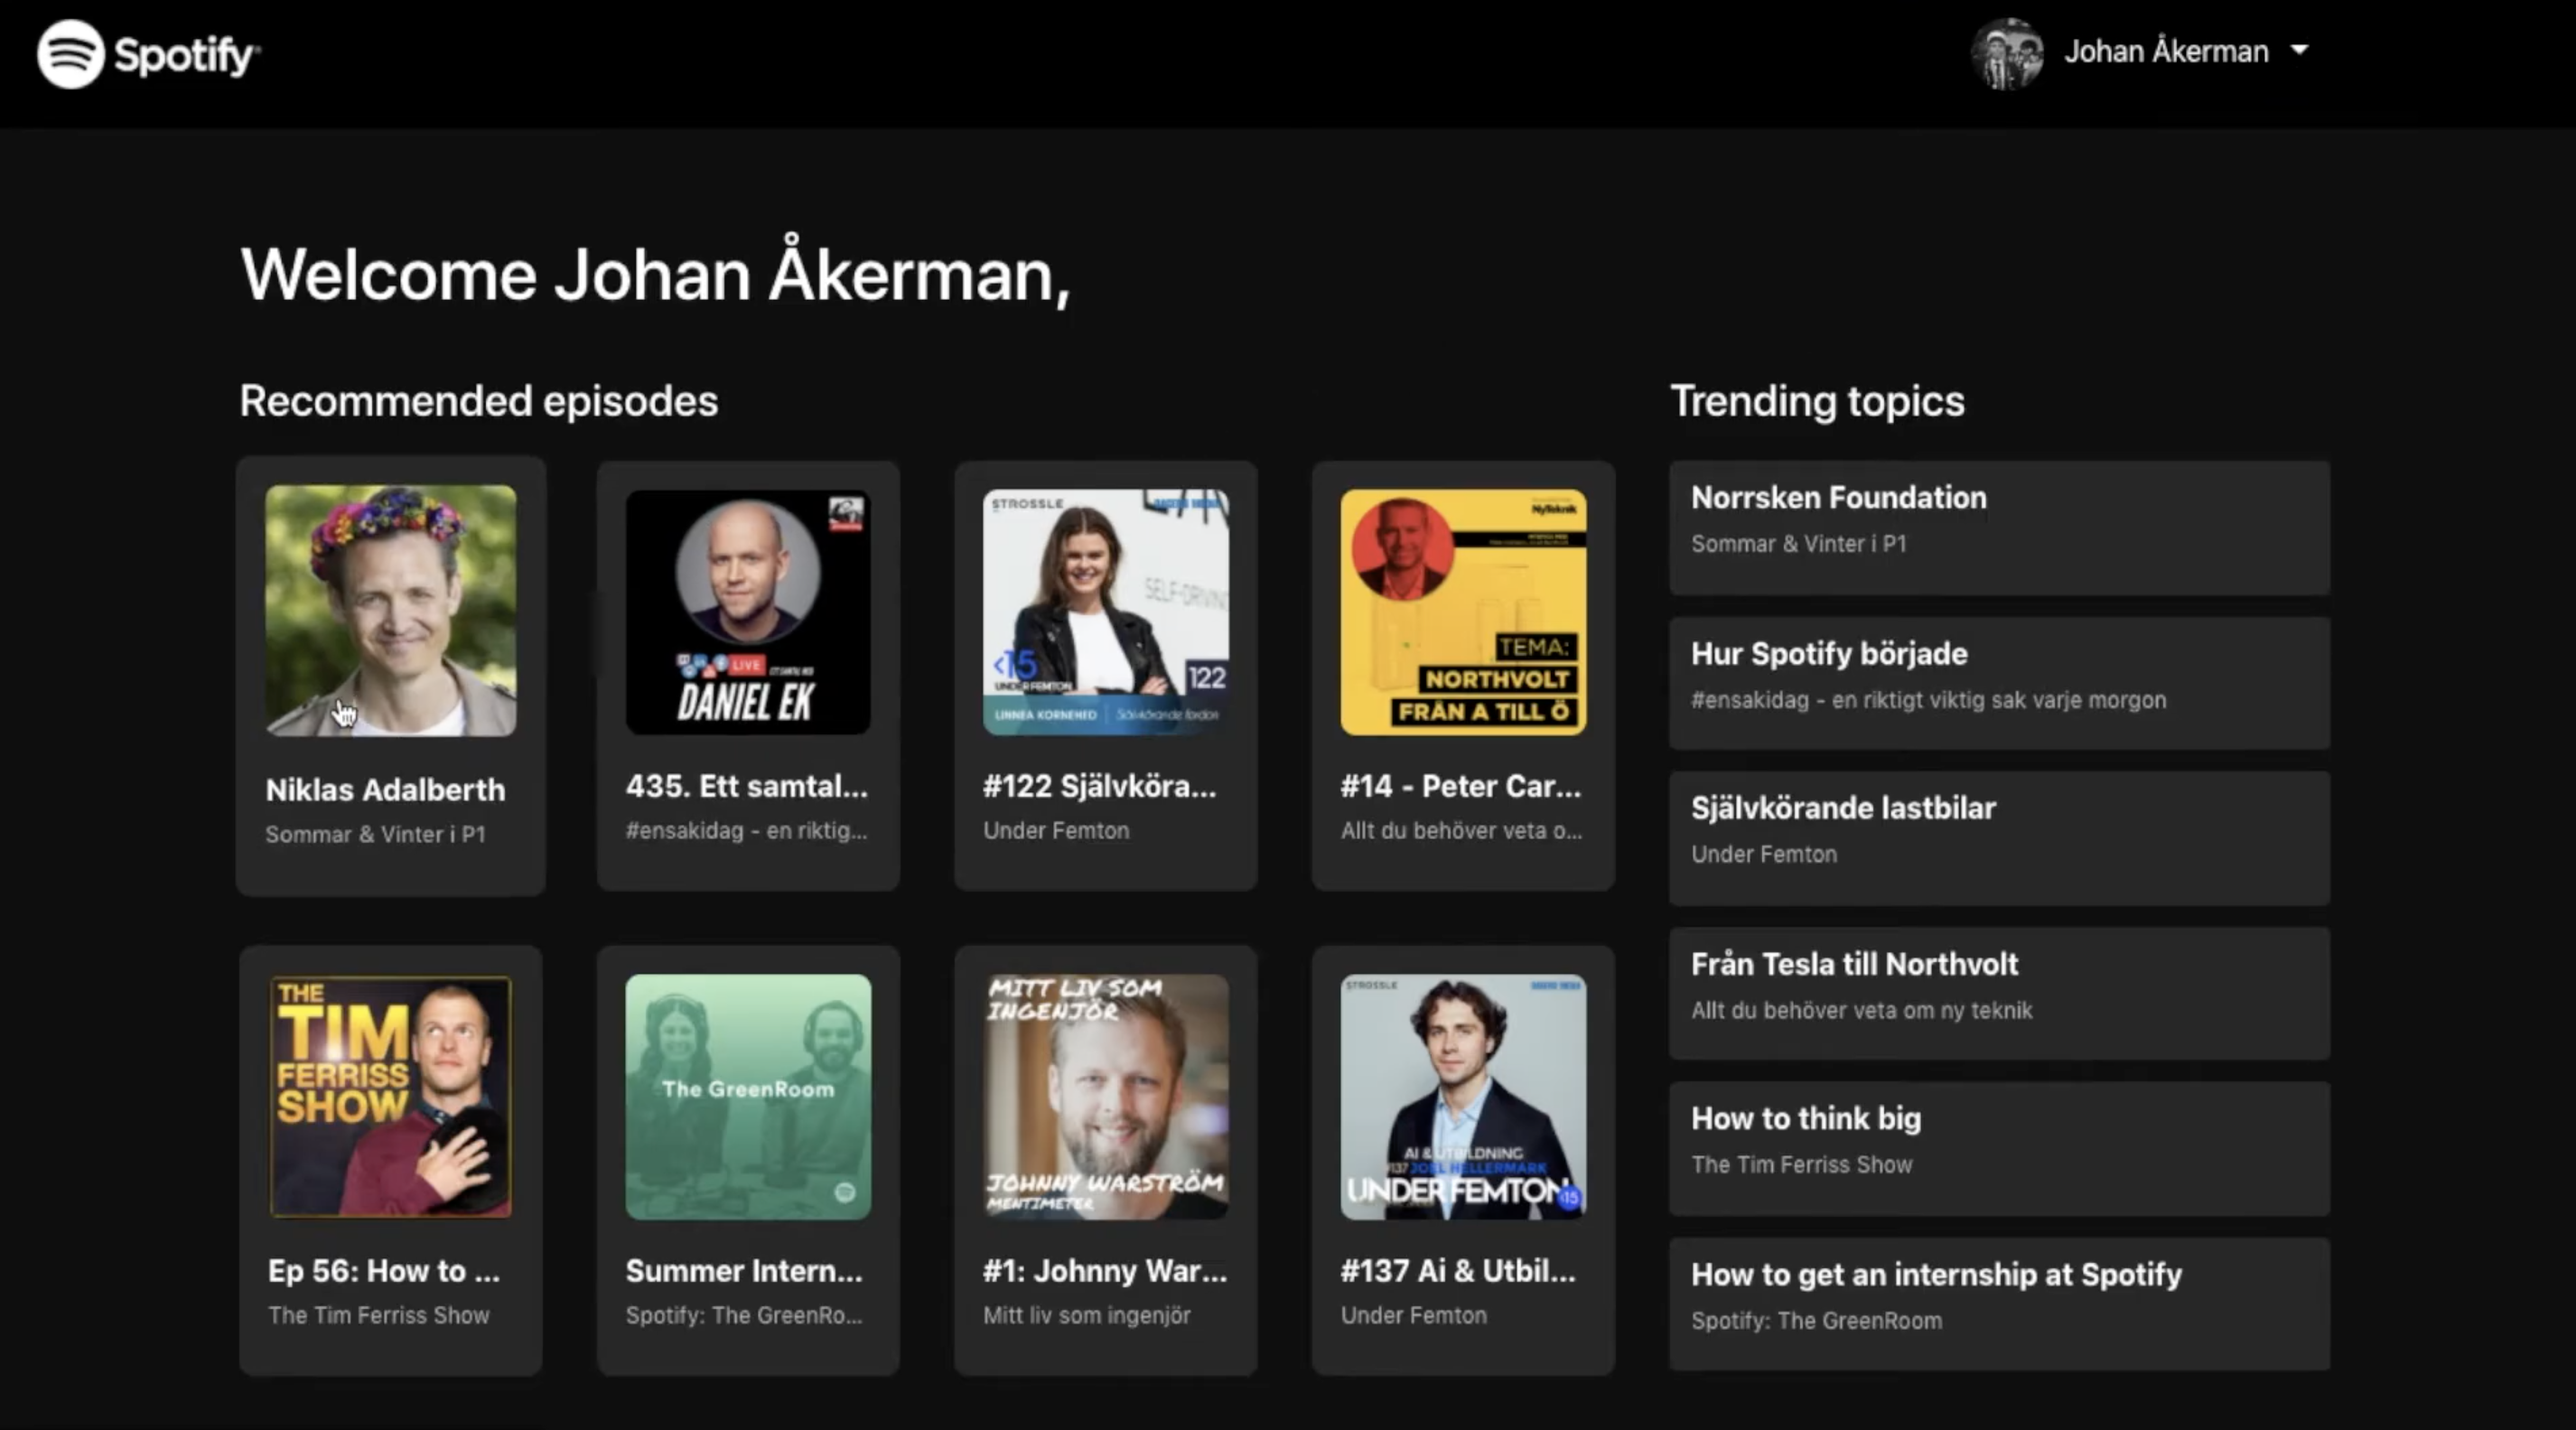 Spotify
Johan Åkerman
Welcome Johan Åkerman,
Recommended episodes
STROSSLE
SELF-DRIVING
<15
UNDER FEMTON
122
LINNEA KORNEHED
Självkörande fordon
Niklas Adalberth
Sommar & Vinter i P1
LIVE
ETT SAMTAL MED
DANIEL EK
435. Ett samtal...
#ensakidag - en riktig...
#122 Självköra...
Under Femton
NyTeknik
TEMA:
NORTHVOLT
FRÅN A TILL Ö
#14 - Peter Car...
Allt du behöver veta o...
THE
TIM
FERRISS
SHOW
Ep 56: How to ...
The Tim Ferriss Show
The GreenRoom
Summer Intern...
Spotify: The GreenRo...
MITT LIV SOM
INGENJÖR
JOHNNY WARSTRÖM
MENTIMETER
#1: Johnny War...
Mitt liv som ingenjör
STROSSLE
AI & UTBILDNING
#137 JOEL HELLERMARK
UNDER FEMTON
<15
#137 Ai & Utbil...
Under Femton
Trending topics
Norrsken Foundation
Sommar & Vinter i P1
Hur Spotify började
#ensakidag - en riktigt viktig sak varje morgon
Självkörande lastbilar
Under Femton
Från Tesla till Northvolt
Allt du behöver veta om ny teknik
How to think big
The Tim Ferriss Show
How to get an internship at Spotify
Spotify: The GreenRoom